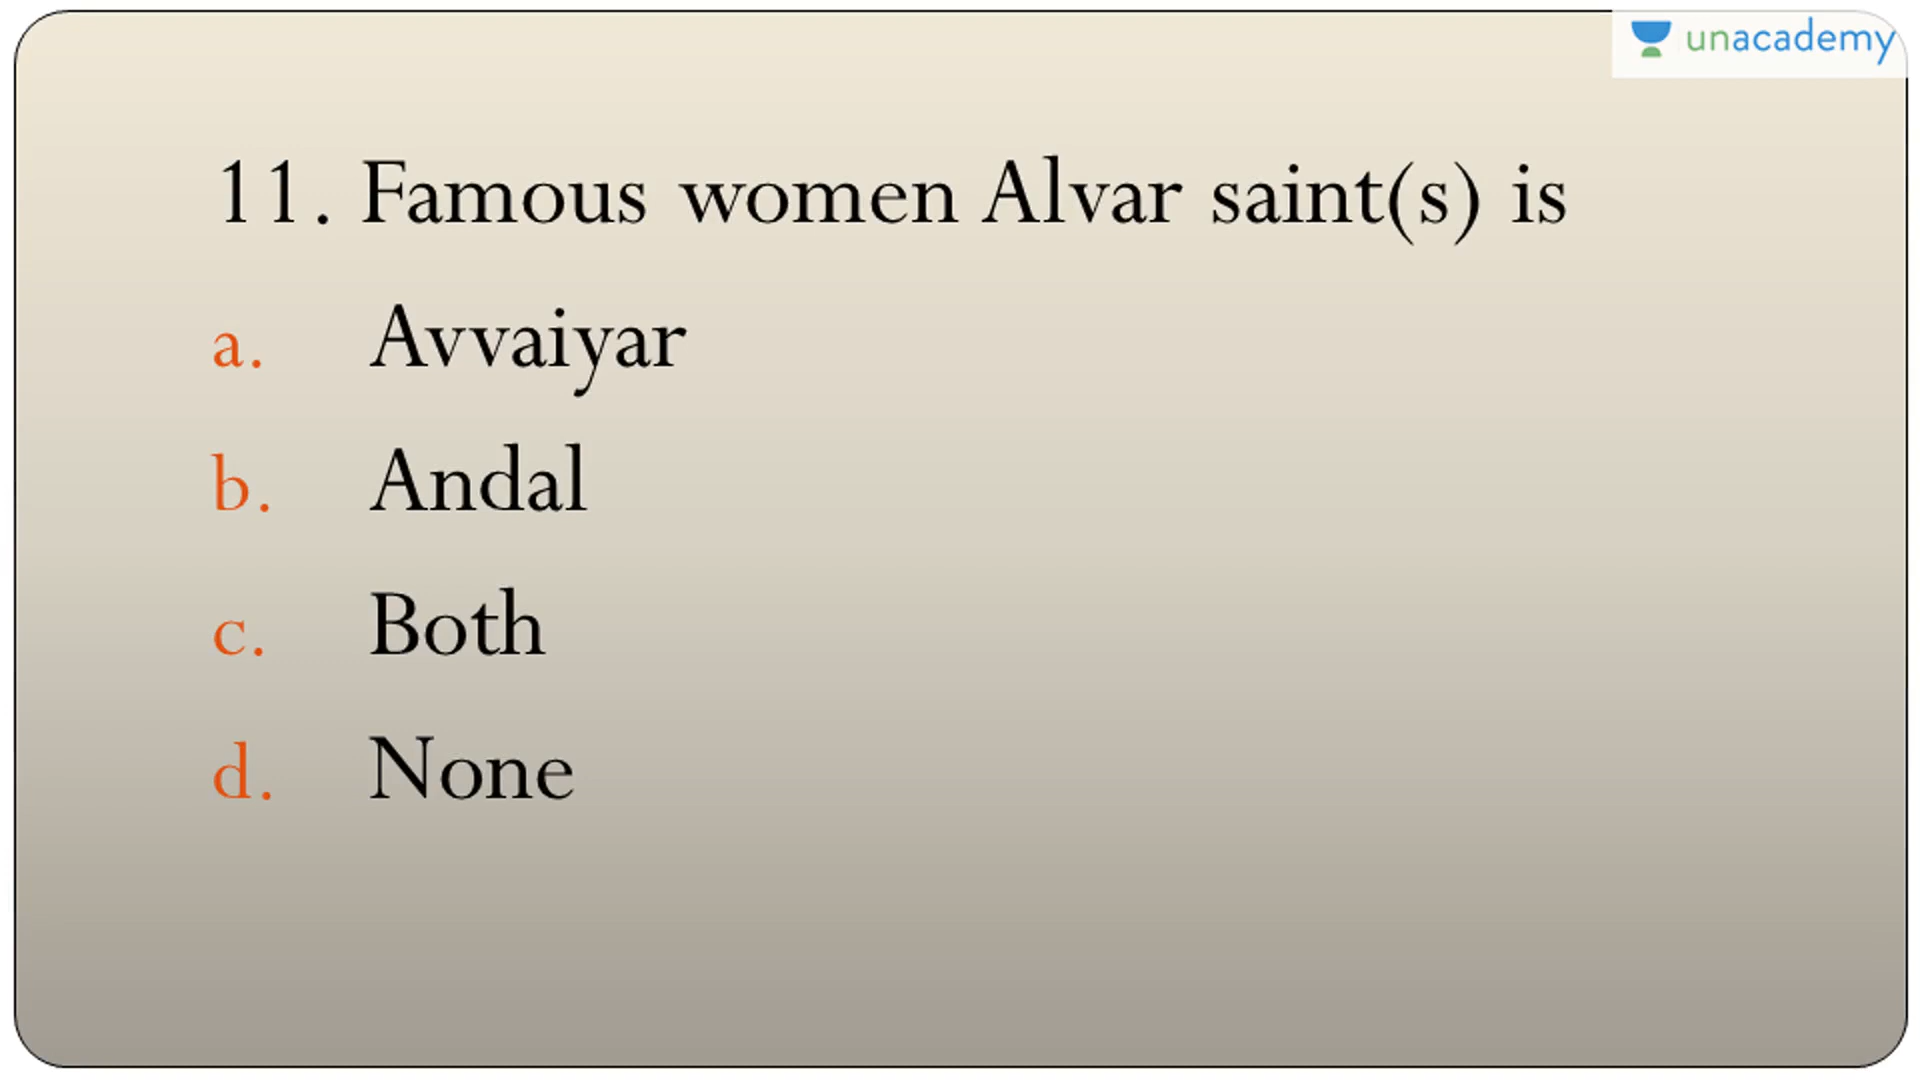 unacademy
11. Famous women Alvar saint(s) is
a. Avvaiyar
b. Andal
c. Both
d. None